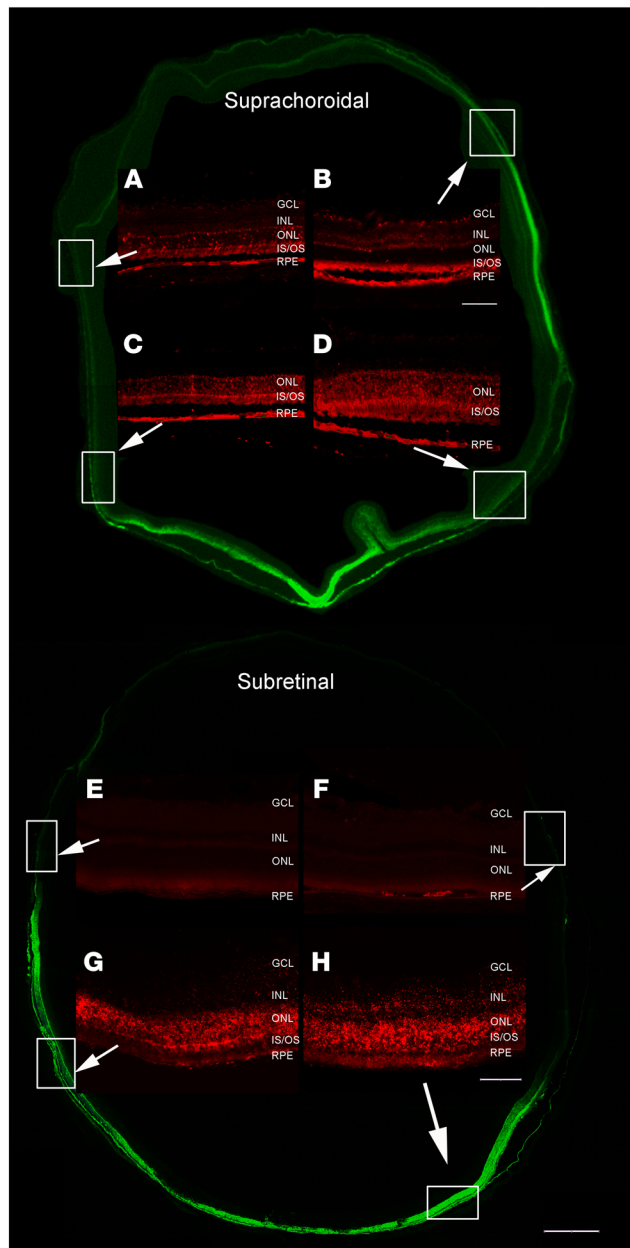 Suprachoroidal
A
GCL
INL
ONL
IS/OS
RPE
B
GCL
INL
ONL
IS/OS
RPE
C
ONL
IS/OS
RPE
D
ONL
IS/OS
RPE
Subretinal
E
GCL
INL
ONL
RPE
F
GCL
INL
ONL
RPE
G
GCL
INL
ONL
IS/OS
RPE
H
GCL
INL
ONL
IS/OS
RPE